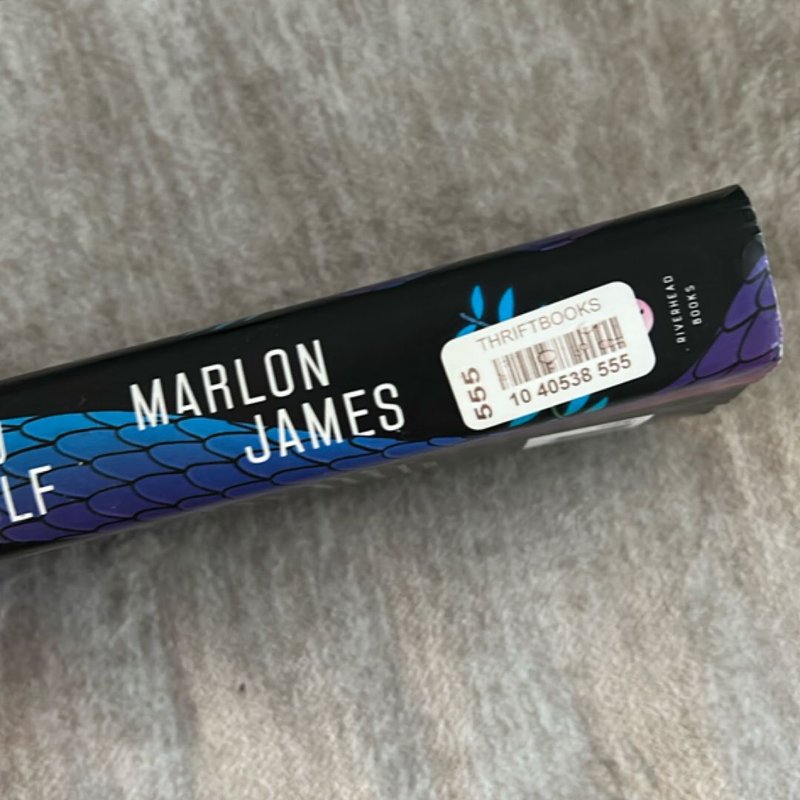 LF
MARLON
JAMES
THRIFTBOOKS
555
10 40538 555
RIVERHEAD
BOOKS